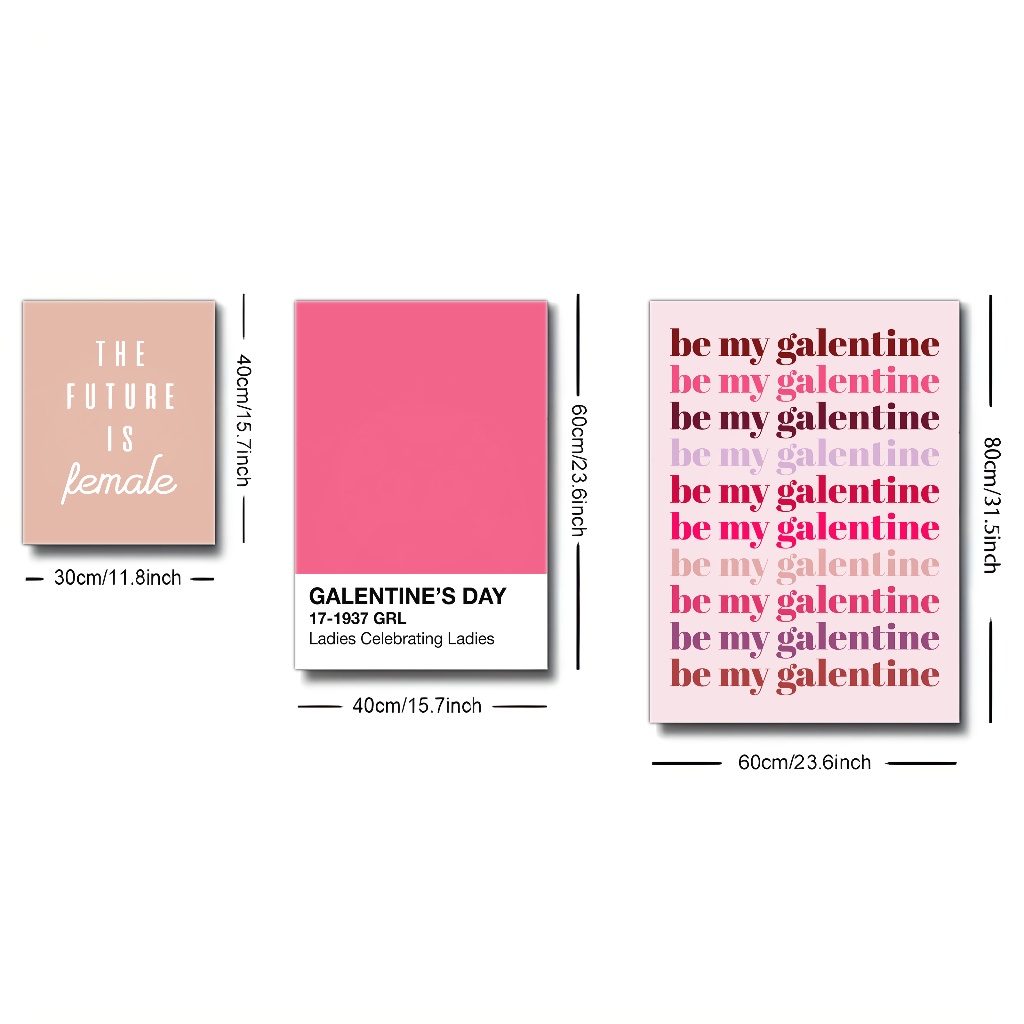 THE
FUTURE
IS
female
40cm/15.7inch
30cm/11.8inch
GALENTINE'S DAY
17-1937 GRL
Ladies Celebrating Ladies
60cm/23.6inch
40cm/15.7inch
be my galentine
be my galentine
be my galentine
be my galentine
be my galentine
be my galentine
be my galentine
be my galentine
be my galentine
be my galentine
80cm/31.5inch
60cm/23.6inch